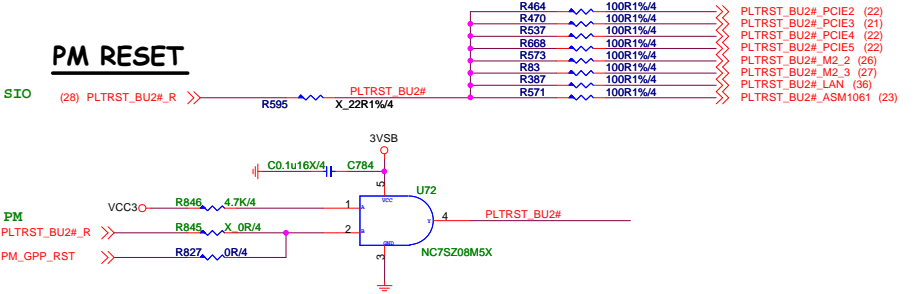 R464 100R1%/4 PLTRST_BU2#_PCIE2 (22)
R470 100R1%/4 PLTRST_BU2#_PCIE3 (21)
R537 100R1%/4 PLTRST_BU2#_PCIE4 (22)
R668 100R1%/4 PLTRST_BU2#_PCIE5 (22)
R573 100R1%/4 PLTRST_BU2#_M2_2 (26)
R83 100R1%/4 PLTRST_BU2#_M2_3 (27)
R387 100R1%/4 PLTRST_BU2#_LAN (36)
R571 100R1%/4 PLTRST_BU2#_ASM1061 (23)
PM RESET
SIO (28) PLTRST_BU2#_R R595 X_22R1%/4 PLTRST_BU2#
3VSB
C0.1u16X/4 C784
5 U72
VCC
VCC3 R846 4.7K/4 1 A
PM
PLTRST_BU2#_R R845 X_0R/4 2 B Y 4 PLTRST_BU2#
PM_GPP_RST R827 0R/4
GND
3 NC7SZ08M5X